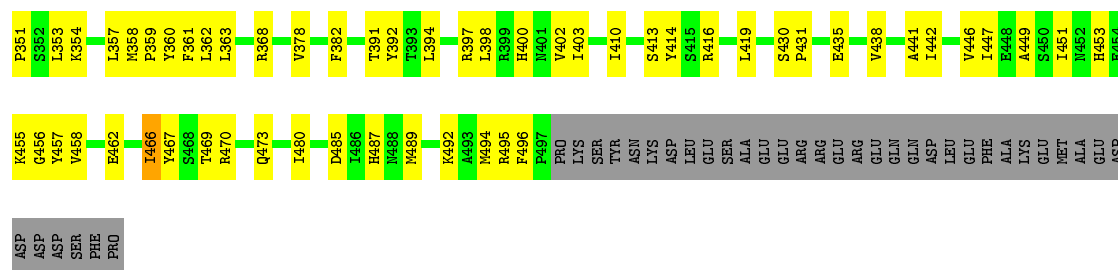 P351 S352 L353 K354 L357 M358 P359 Y360 F361 L362 L363 R368 V378 F382 T391 Y392 T393 L394 R397 L398 R399 H400 N401 V402 I403 I410 S413 Y414 S415 R416 L419 S430 P431 E435 V438 A441 I442 V446 I447 E448 A449 S450 I451 N452 H453
K455 G456 Y457 V458 E462 I466 Y467 S468 T469 R470 Q473 I480 D485 I486 H487 N488 M489 K492 A493 M494 R495 F496 P497 PRO LYS SER TYR ASN LYS ASP LEU GLU SER ALA GLU GLU ARG ARG GLU ARG GLU GLN GLN ASP LEU GLU PHE ALA LYS GLU MET ALA GLU ASP
ASP ASP ASP SER PHE PRO